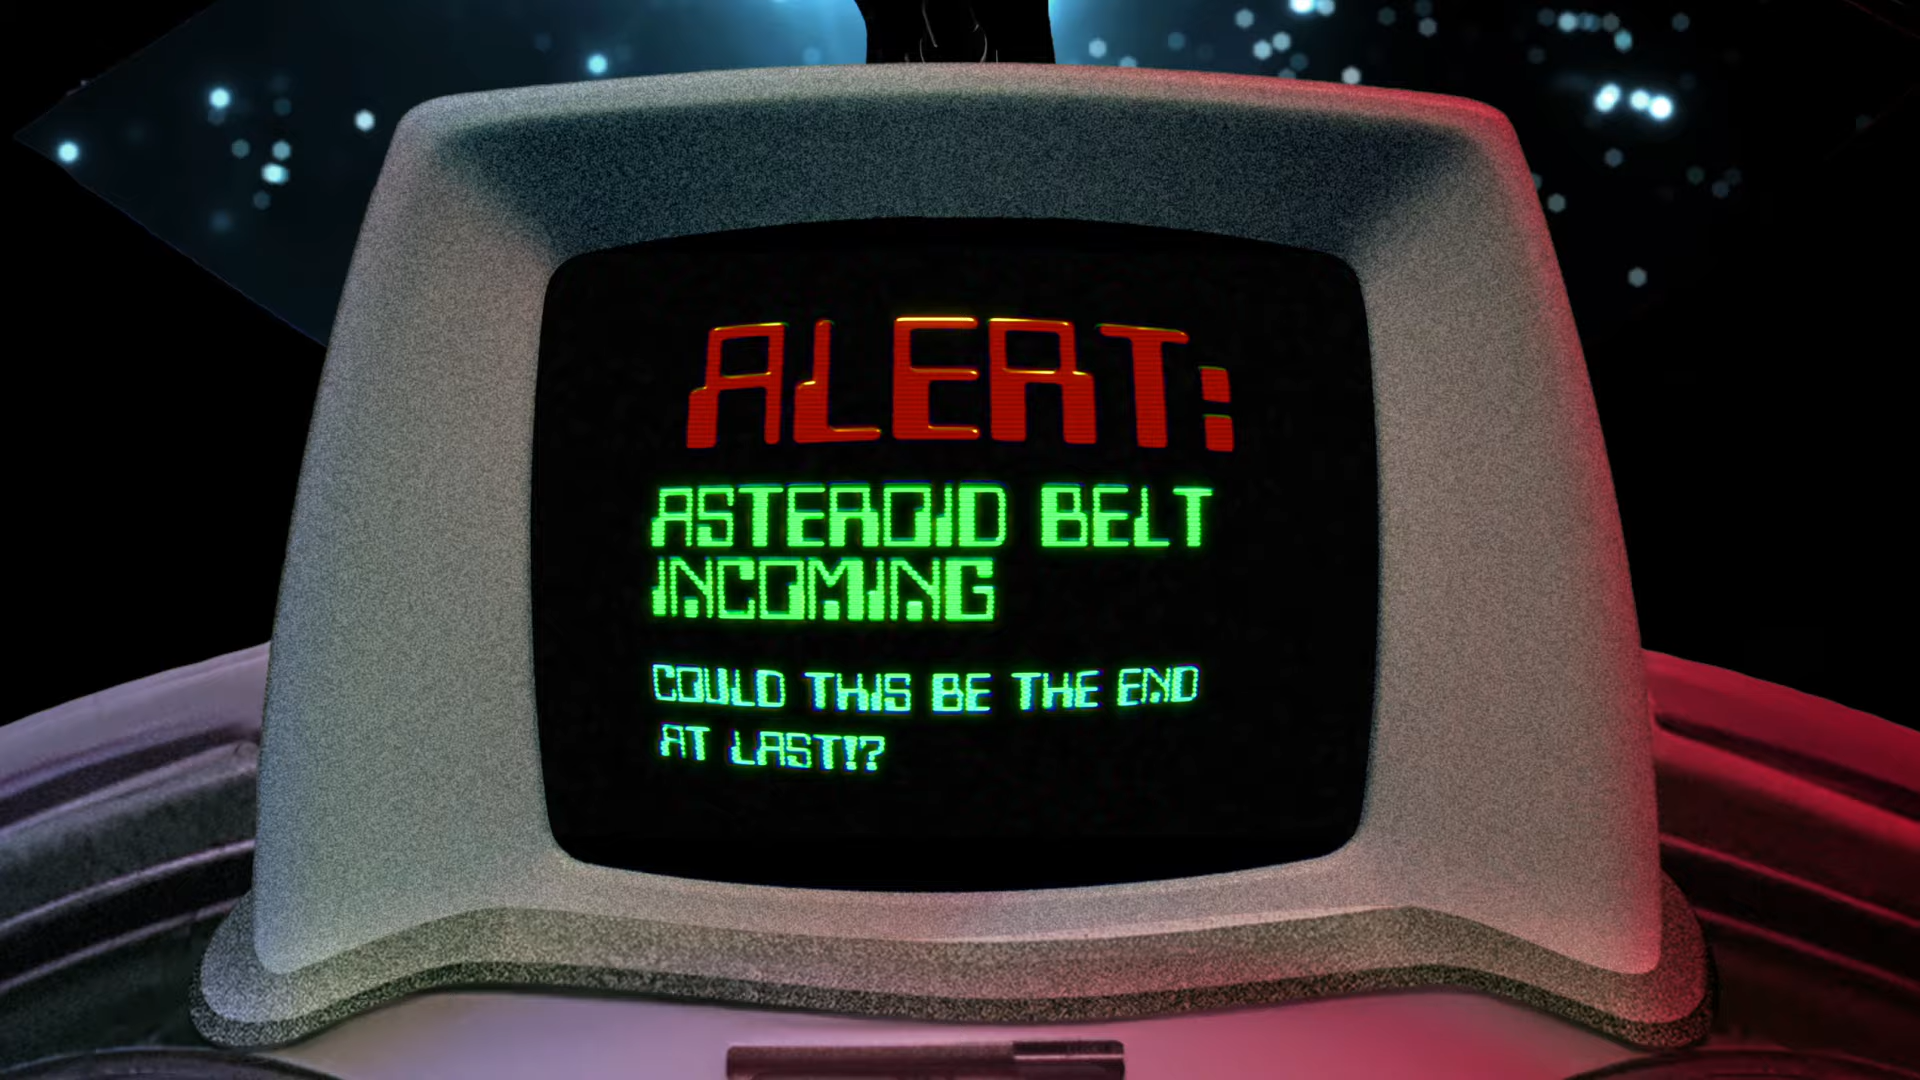 ALERT:
ASTEROID BELT
INCOMING
COULD THIS BE THE END
AT LAST!?